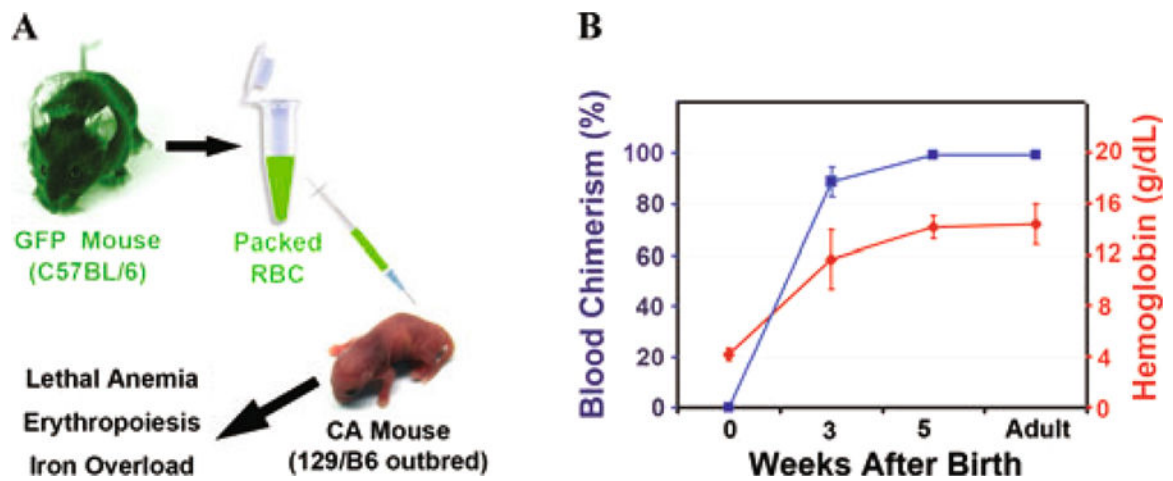 A
GFP Mouse
(C57BL/6)
Packed
RBC
Lethal Anemia
Erythropoiesis
Iron Overload
CA Mouse
(129/B6 outbred)
B
Blood Chimerism (%)
100
80
60
40
20
0
20
16
12
8
4
0
Hemoglobin (g/dL)
0 3 5 Adult
Weeks After Birth